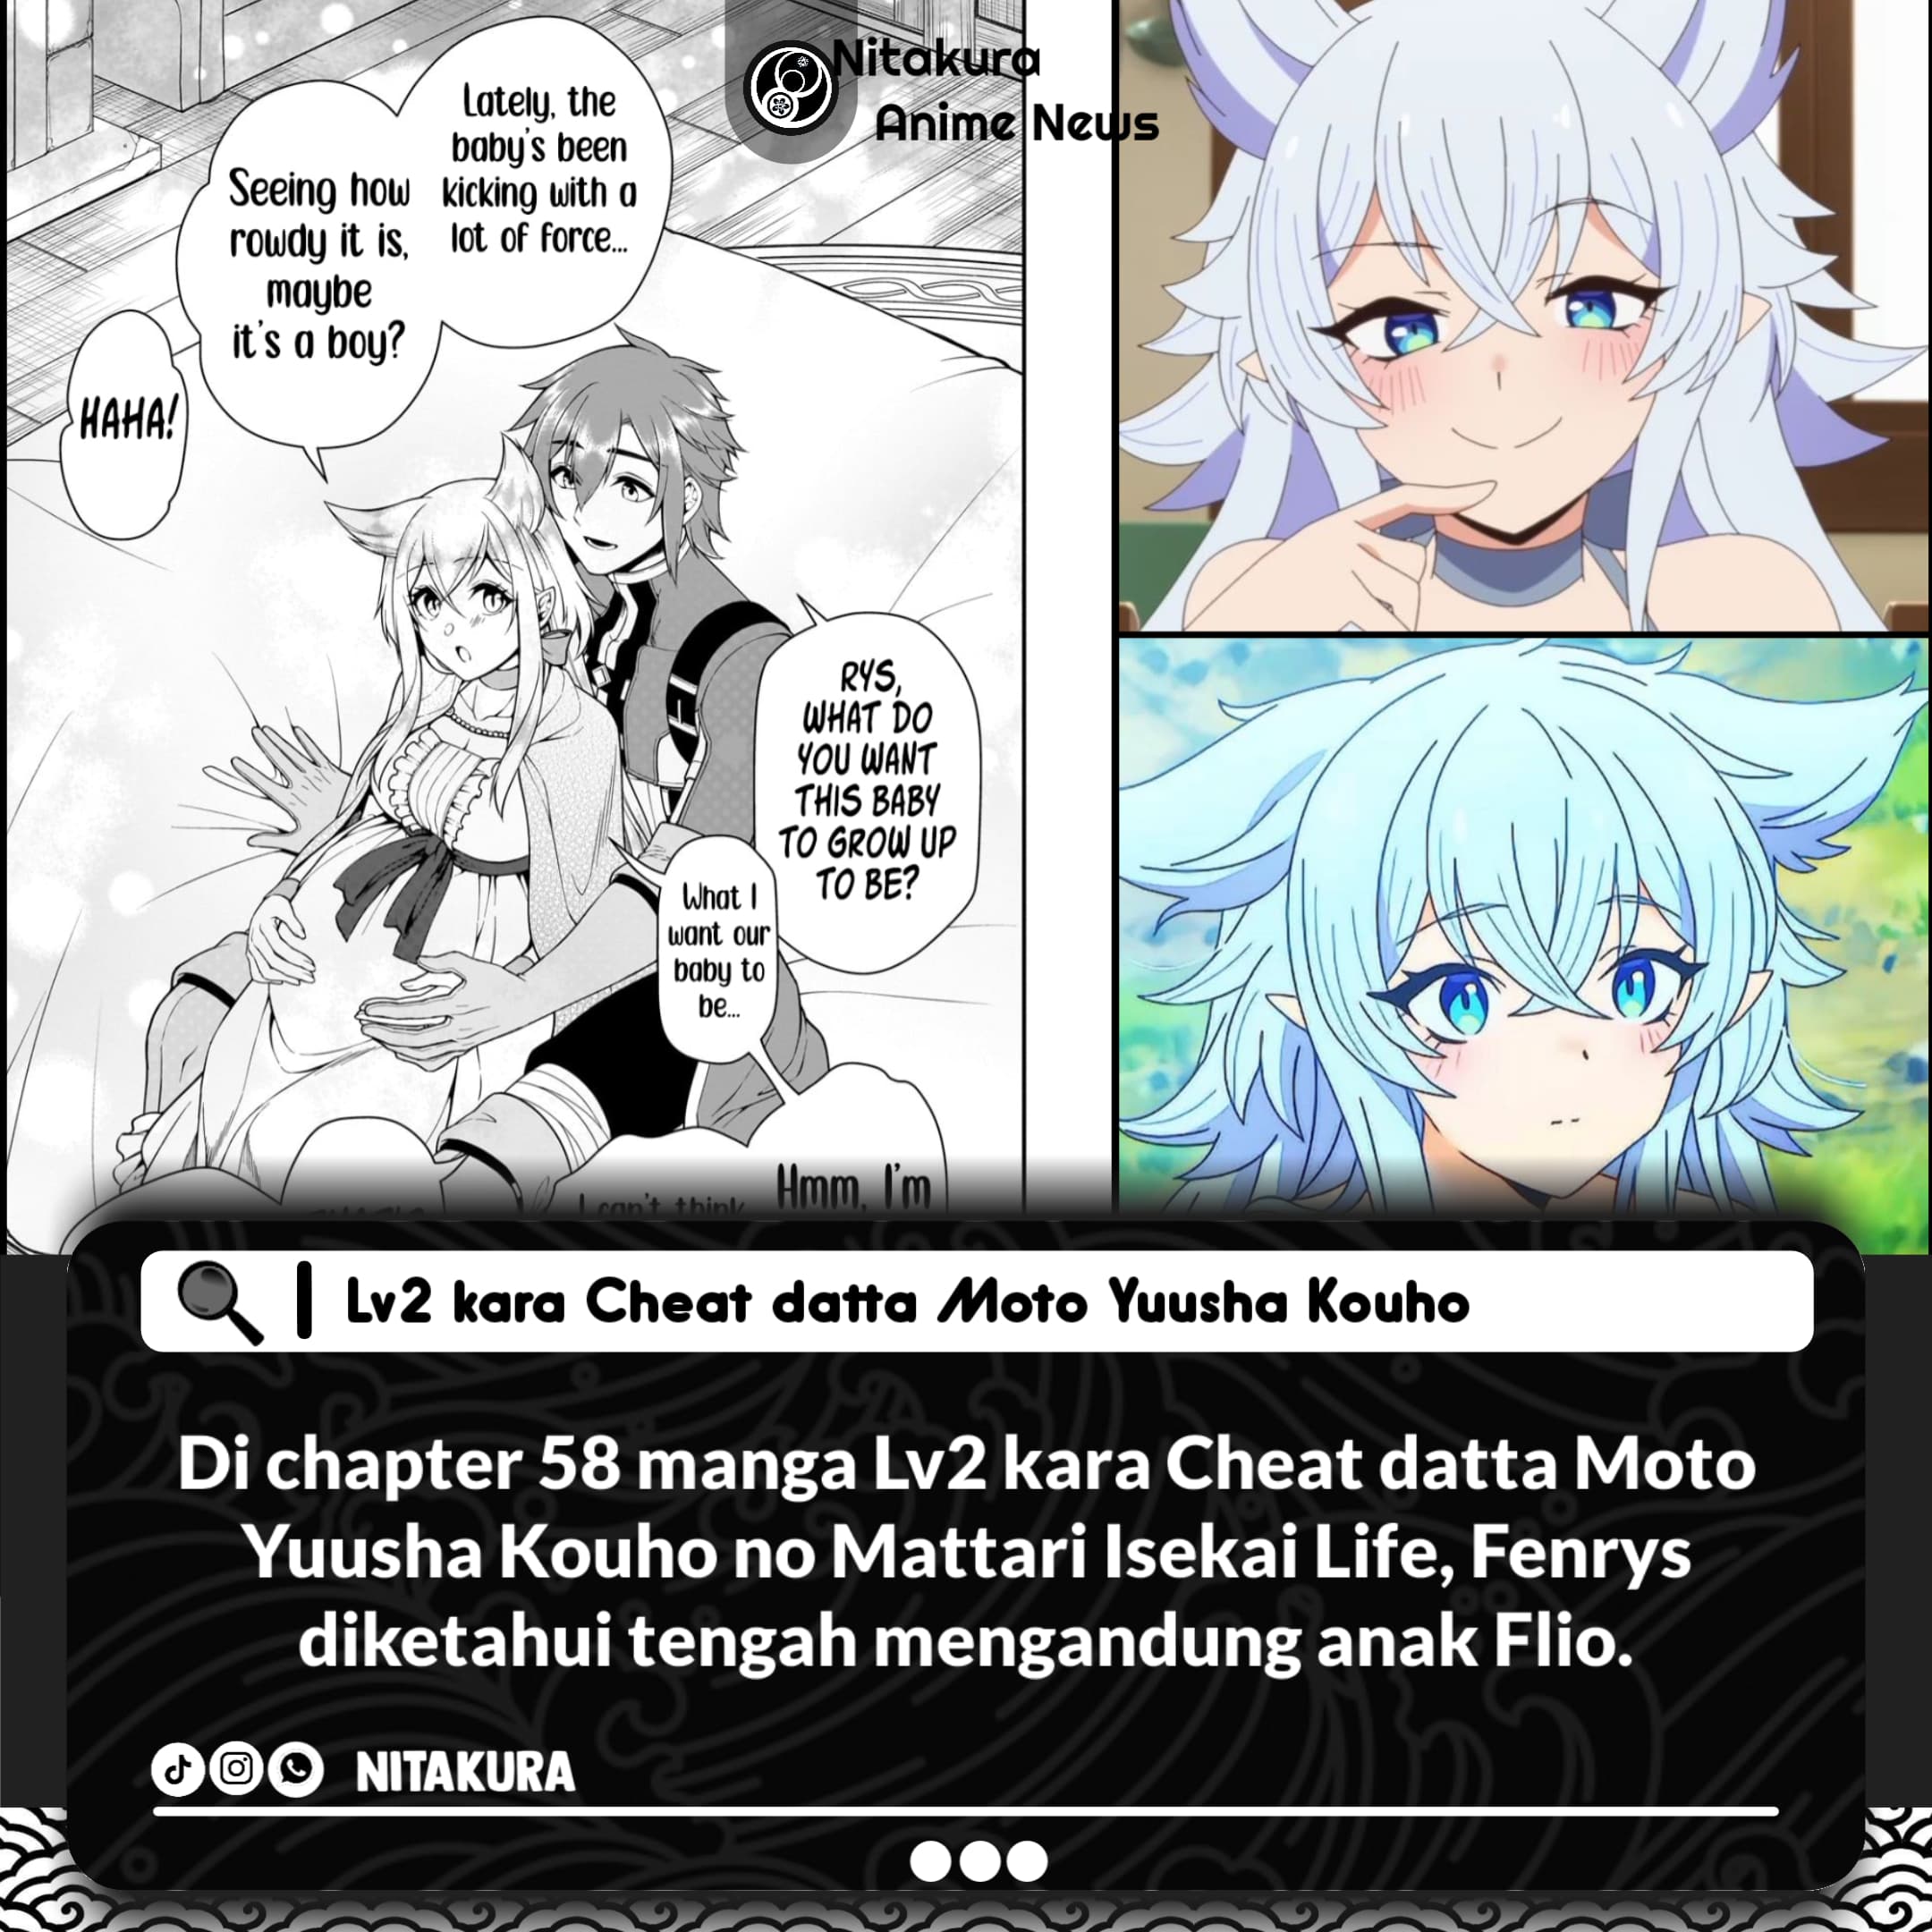 Nitakura
Anime News
Lately, the
baby's been
kicking with a
lot of force...
Seeing how
rowdy it is,
maybe
it's a boy?
HAHA!
RYS,
WHAT DO
YOU WANT
THIS BABY
TO GROW UP
TO BE?
What I
want our
baby to
be...
Hmm, I'm
I can't think
Lv2 kara Cheat datta Moto Yuusha Kouho
Di chapter 58 manga Lv2 kara Cheat datta Moto
Yuusha Kouho no Mattari Isekai Life, Fenrys
diketahui tengah mengandung anak Flio.
NITAKURA